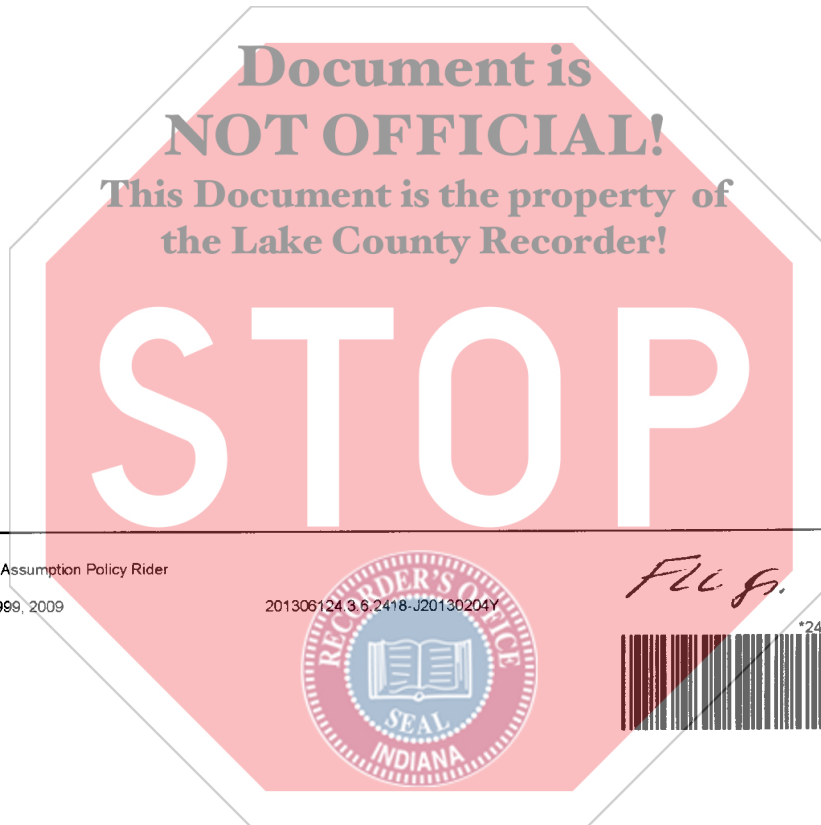 Document is
NOT OFFICIAL!
This Document is the property of
the Lake County Recorder!
STOP
Assumption Policy Rider
999, 2009
201306124.3.6.2418-J20130204Y
*24
RECORDER'S OFFICE
SEAL
INDIANA